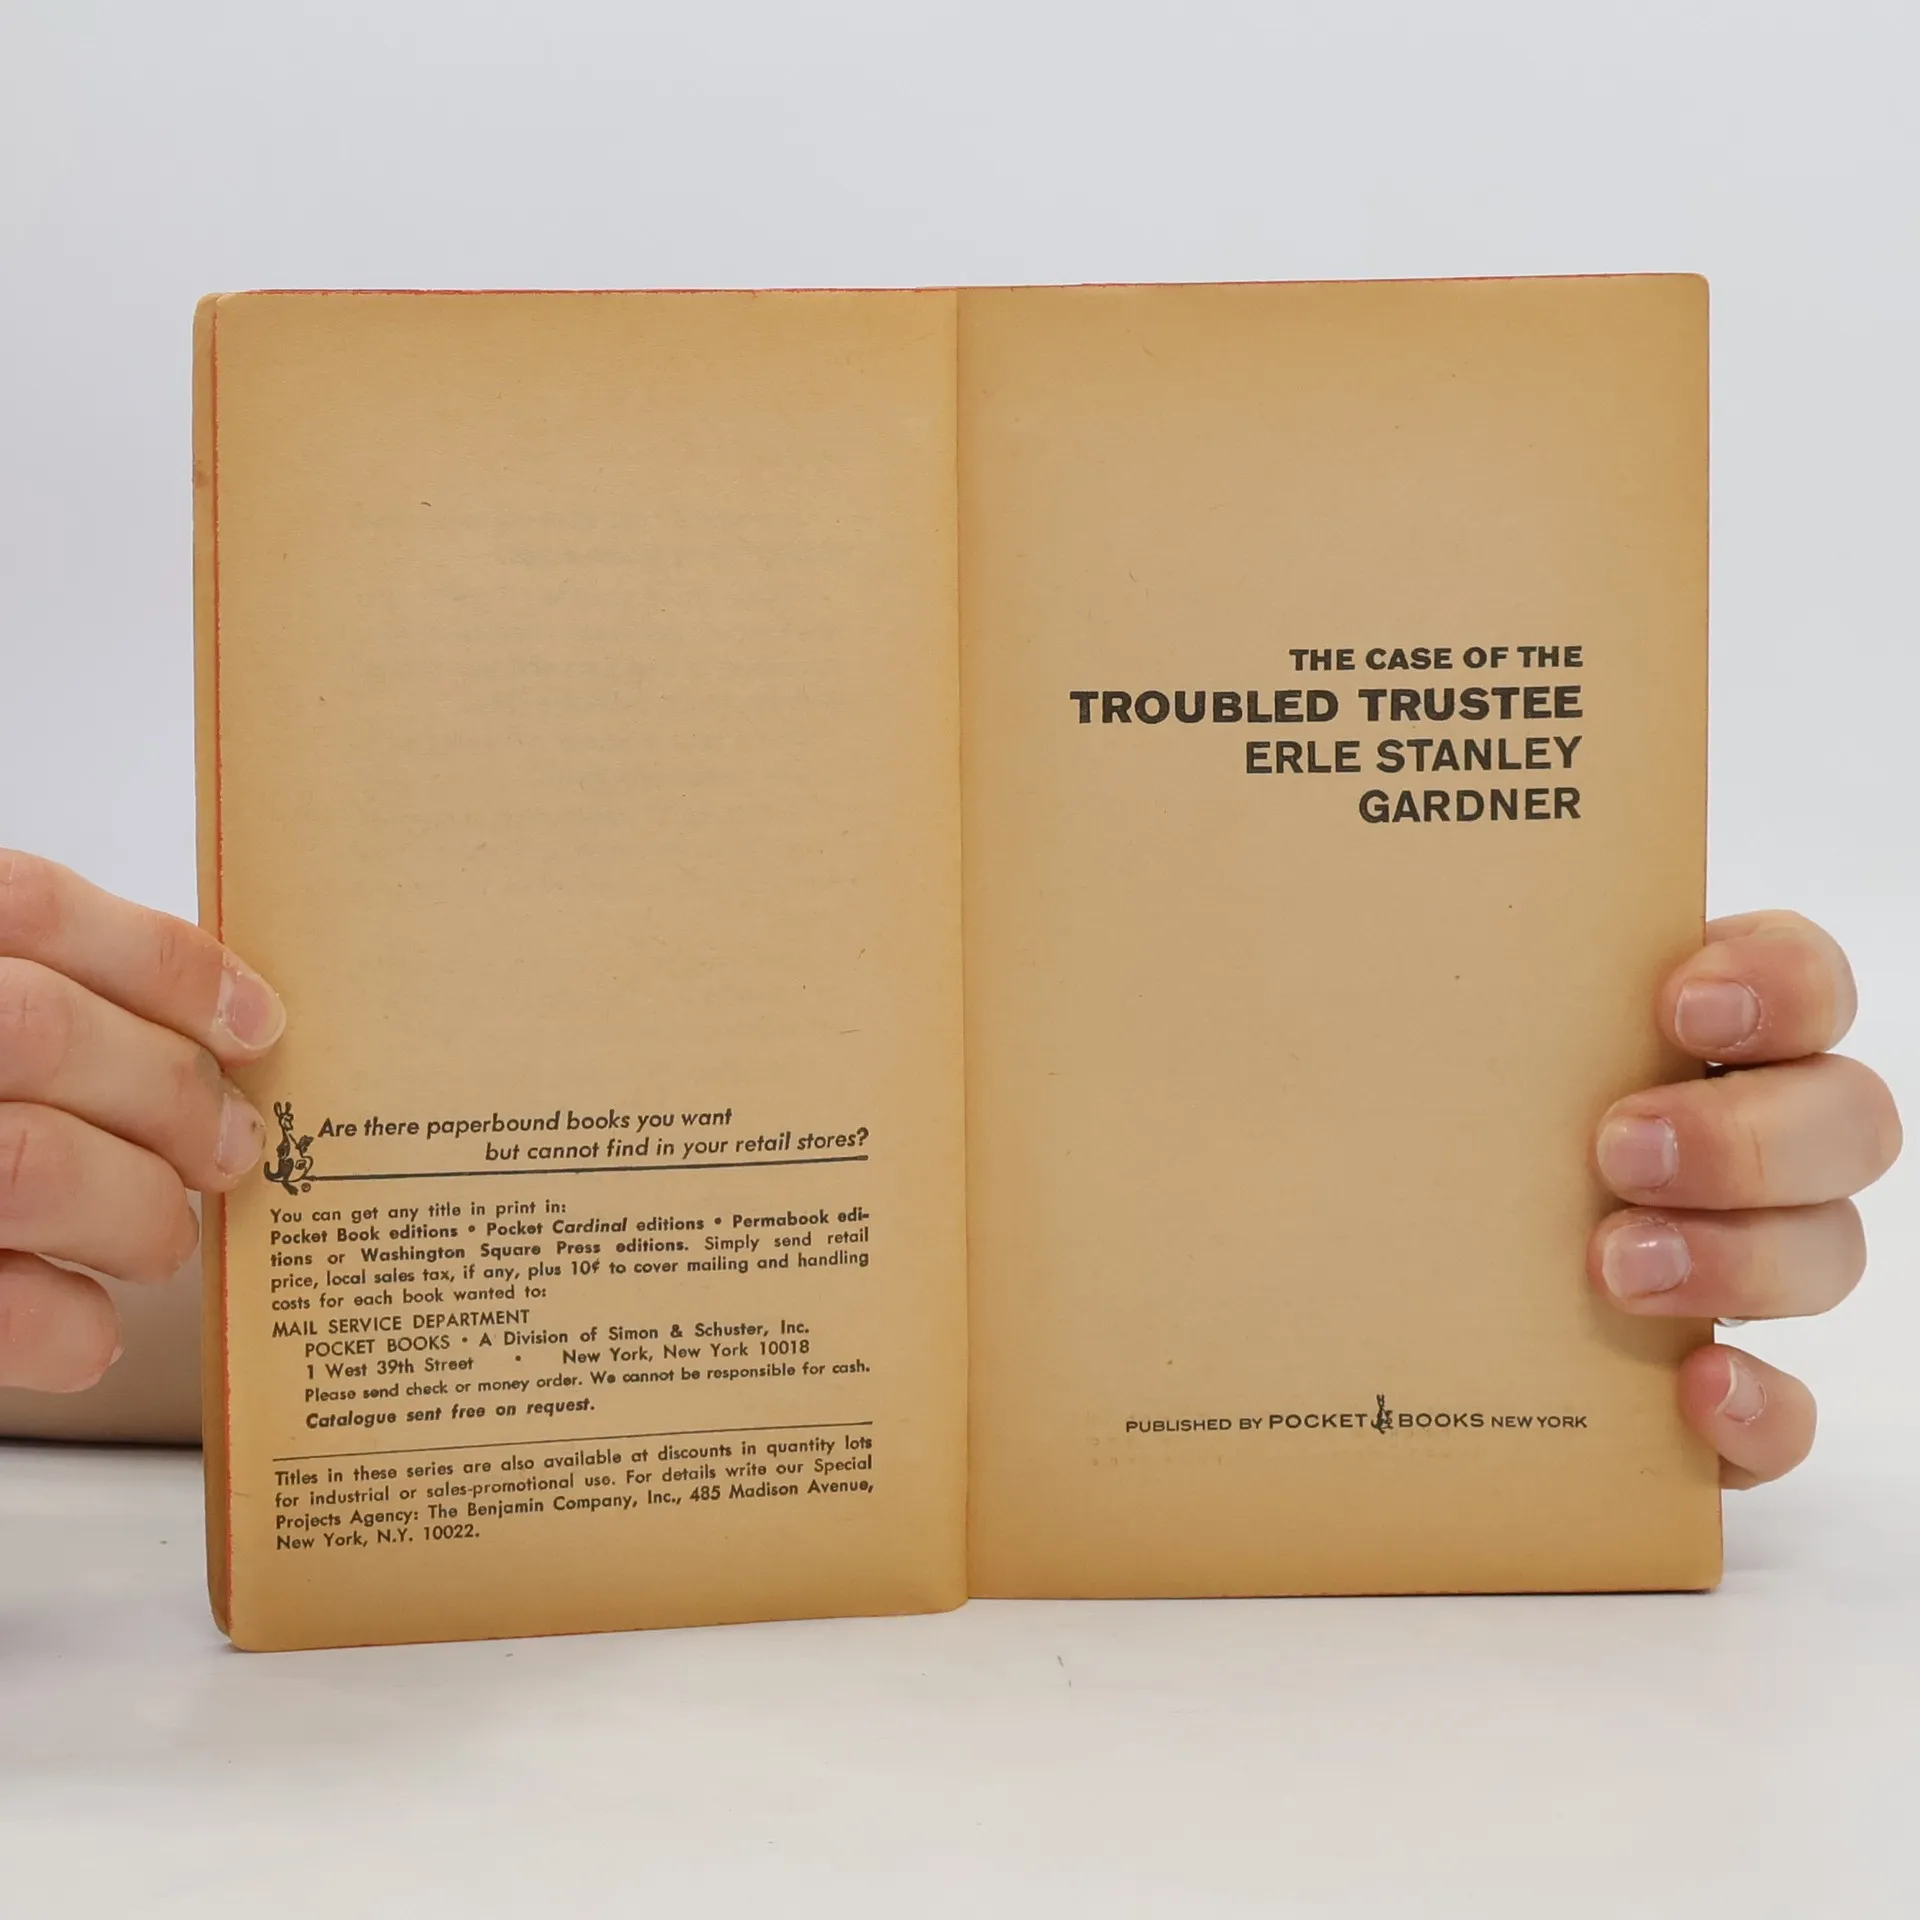 Are there paperbound books you want
but cannot find in your retail stores?
You can get any title in print in:
Pocket Book editions • Pocket Cardinal editions • Permabook edi-
tions or Washington Square Press editions. Simply send retail
price, local sales tax, if any, plus 10¢ to cover mailing and handling
costs for each book wanted to:
MAIL SERVICE DEPARTMENT
POCKET BOOKS • A Division of Simon & Schuster, Inc.
1 West 39th Street • New York, New York 10018
Please send check or money order. We cannot be responsible for cash.
Catalogue sent free on request.
Titles in these series are also available at discounts in quantity lots
for industrial or sales-promotional use. For details write our Special
Projects Agency: The Benjamin Company, Inc., 485 Madison Avenue,
New York, N.Y. 10022.
THE CASE OF THE
TROUBLED TRUSTEE
ERLE STANLEY
GARDNER
PUBLISHED BY POCKET BOOKS NEW YORK